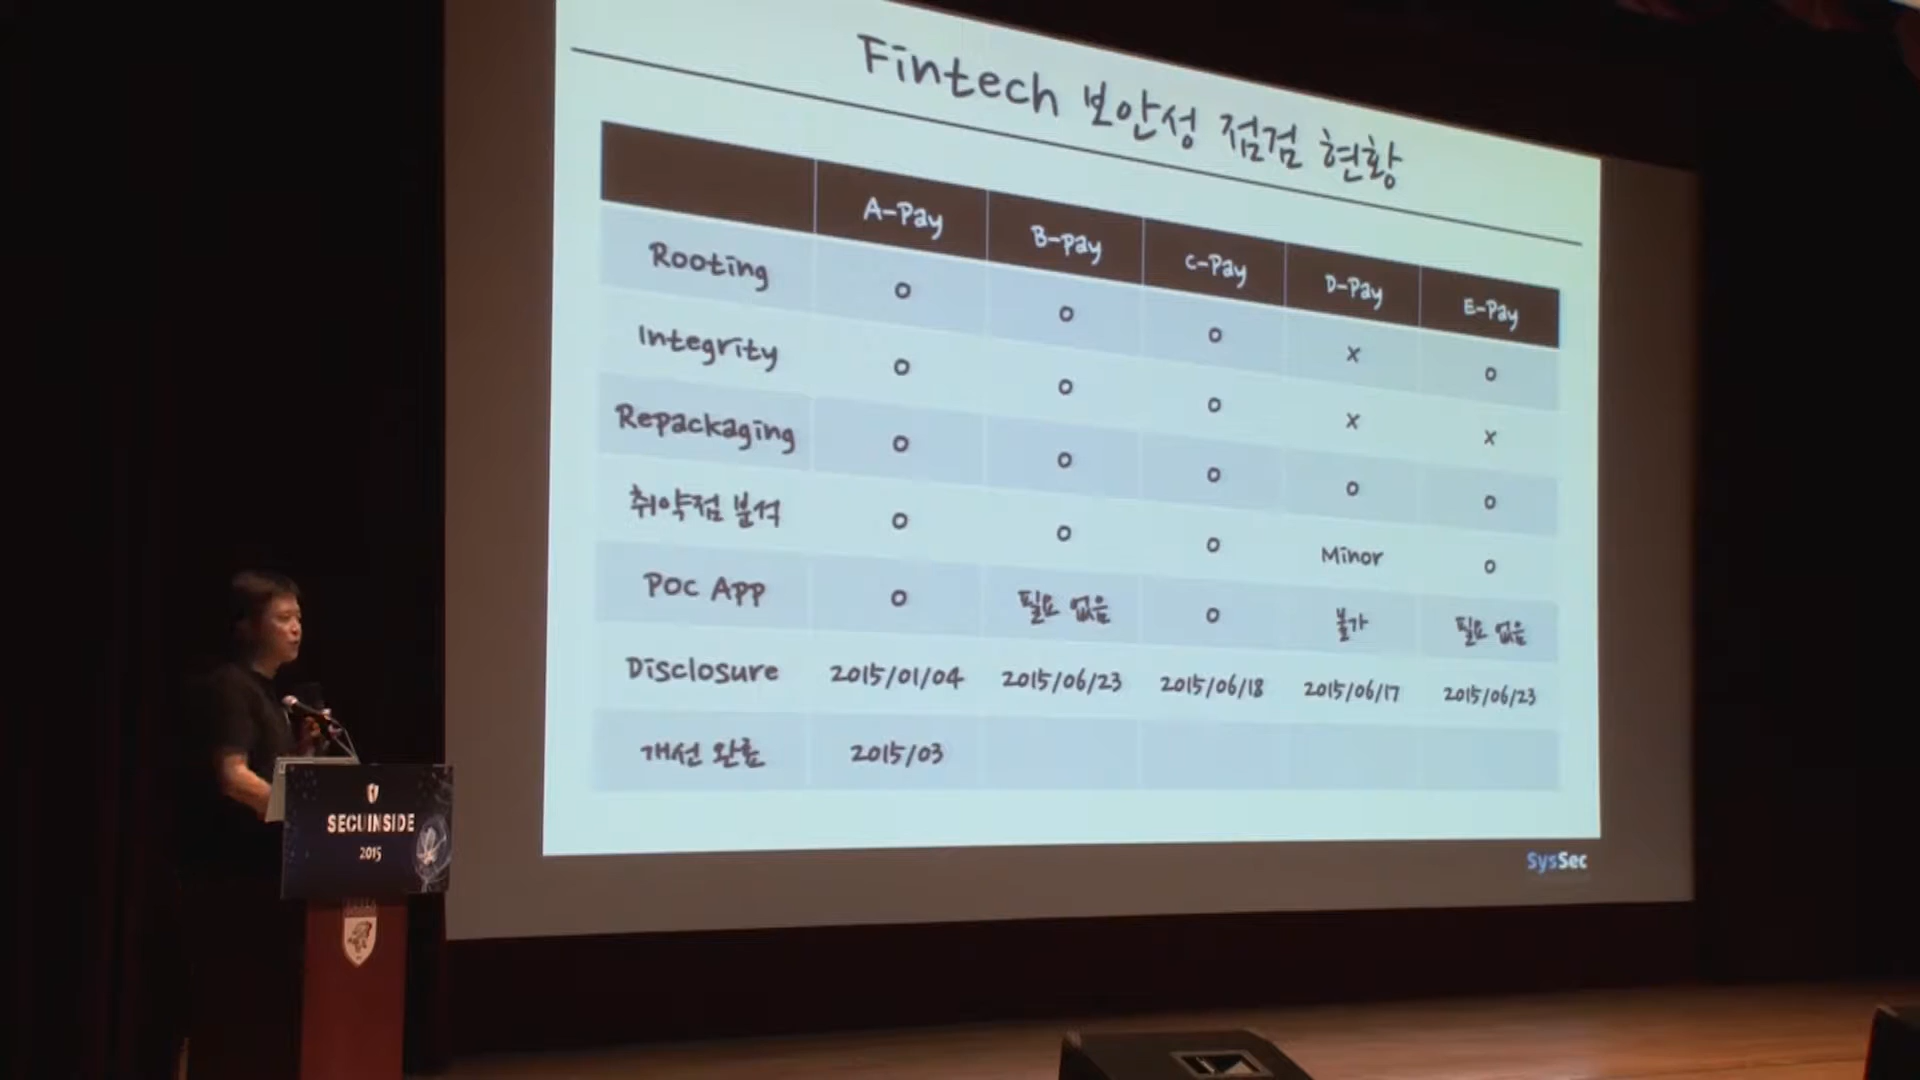 Fintech 보안성 점검 현황
A-Pay B-Pay C-Pay D-Pay E-Pay
Rooting O O O X O
Integrity O O O X X
Repackaging O O O O O
취약점 분석 O O O Minor O
POC APP O 필요 없음 O 불가 필요 없음
Disclosure 2015/01/04 2015/06/23 2015/06/18 2015/06/17 2015/06/23
개선 완료 2015/03
SysSec
SECUINSIDE
2015